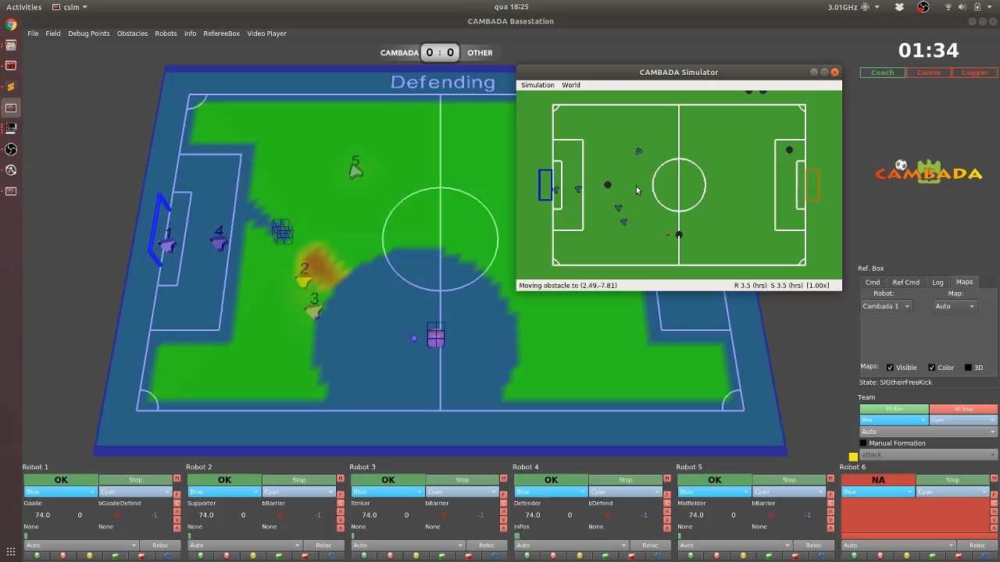 Activities csim qua 18:25 3.01GHz
CAMBADA Basestation
File Field Debug Points Obstacles Robots Info RefereeBox Video Player
CAMBADA 0 : 0 OTHER
01:34
Coach Comm Logger
Defending
CAMBADA Simulator
Simulation World
Moving obstacle to (2.49,-7.81) R 3.5 (hrs) S 3.5 (hrs) [1.00x]
5
1
4
2
3
CAMBADA
Ref. Box
Cmd Ref Cmd Log Maps
Robot: Map:
Cambada 1 Auto
Maps: Visible Color 3D
State: SIGtheirFreeKick
Team
All Run All Stop
Blue Cyan
Auto
Manual Formation
attack
Robot 1 Robot 2 Robot 3 Robot 4 Robot 5 Robot 6
OK Stop M OK Stop M OK Stop M OK Stop M OK Stop M NA Stop M
Blue Cyan F Blue Cyan F Blue Cyan F Blue Cyan F Blue Cyan F Blue Cyan F
Goalie bGoalieDefend C Supporter bBarrier C Striker bBarrier C Defender bDefend C Midfielder bBarrier C C
74.0 0 -1 H 74.0 0 0 -1 H 74.0 0 -1 H 74.0 0 0 -1 H 74.0 0 0 -1 H H
None None V None None V None None V InPos None V None None V V
A A A A A A
Auto Reloc Auto Reloc Auto Reloc Auto Reloc Auto Reloc Auto Reloc